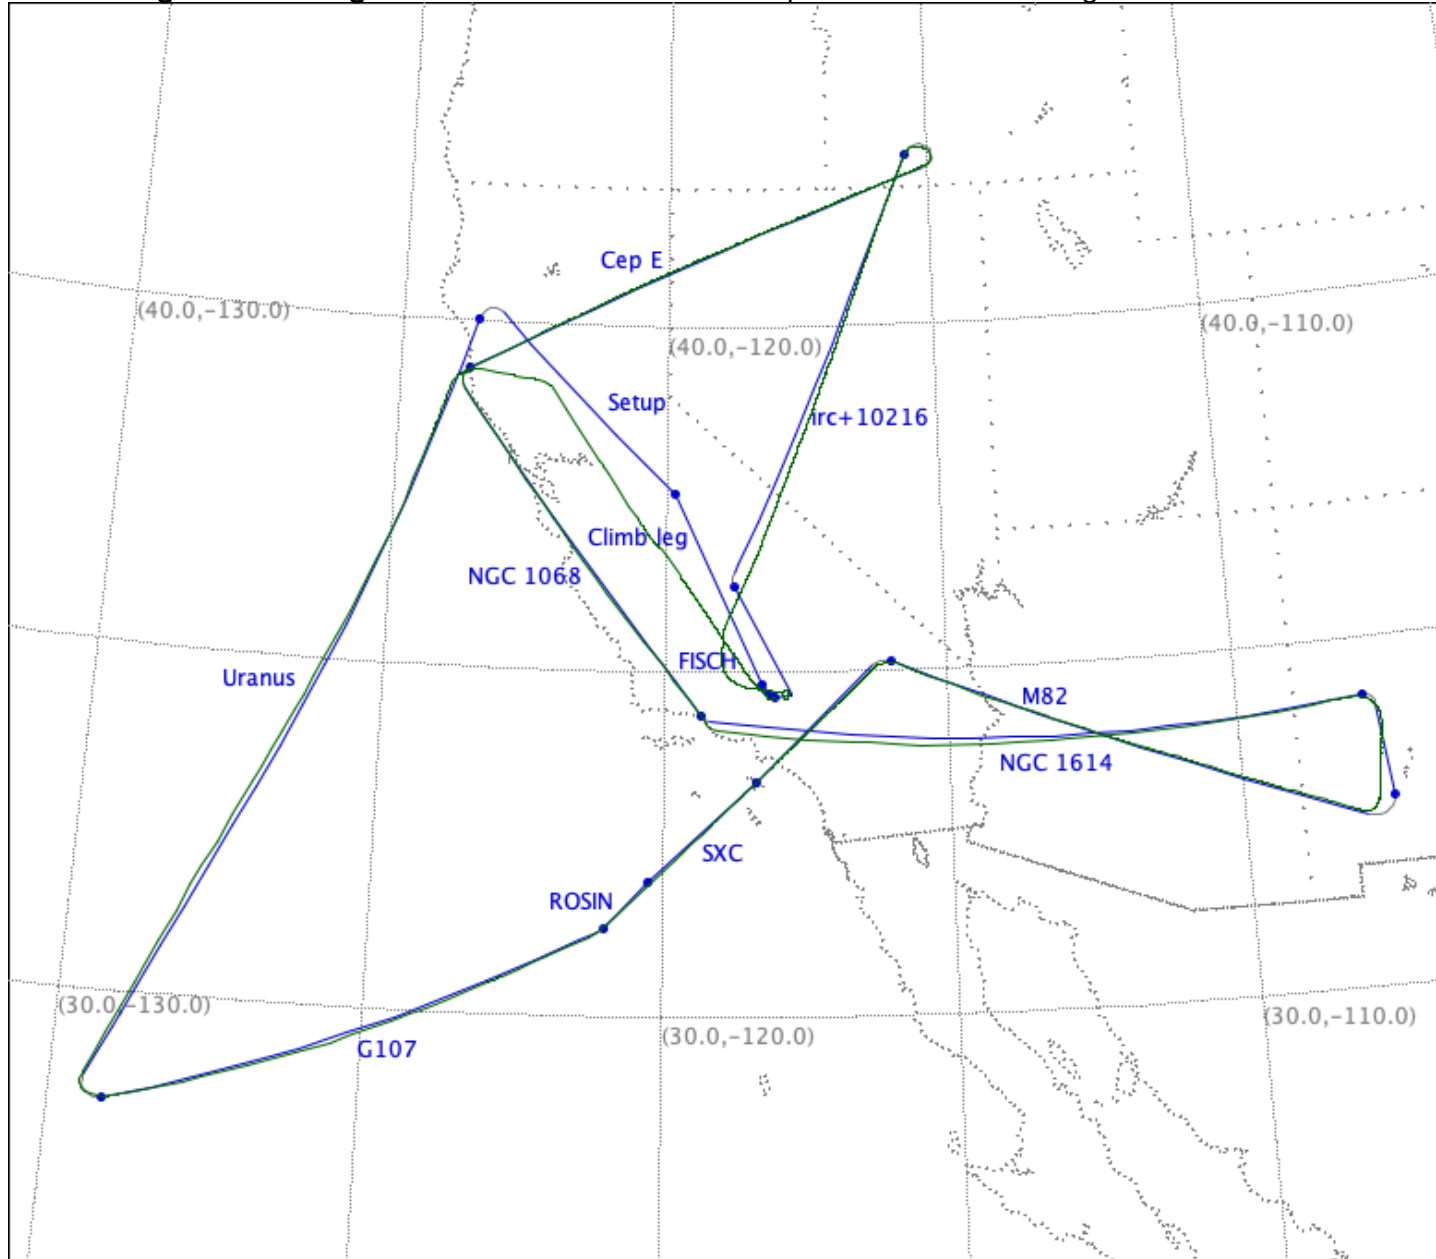 Cep E
(40.0,-130.0)
(40.0,-110.0)
(40.0,-120.0)
Setup
irc+10216
Climb leg
NGC 1068
FISCH
Uranus
M82
NGC 1614
SXC
ROSIN
(30.0,-130.0)
(30.0,-110.0)
(30.0,-120.0)
G107